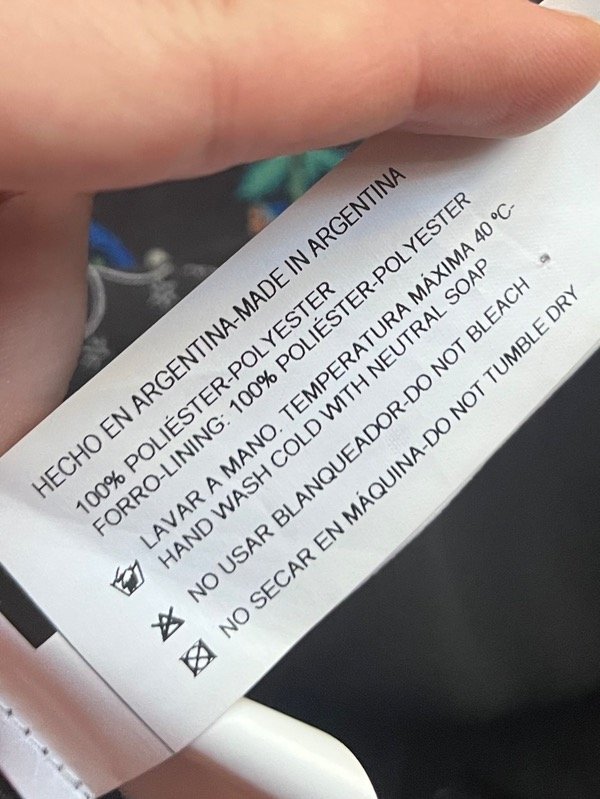 HECHO EN ARGENTINA-MADE IN ARGENTINA
100% POLIÉSTER-POLYESTER
FORRO-LINING: 100% POLIÉSTER-POLYESTER
LAVAR A MANO. TEMPERATURA MÁXIMA 40 ºC-
HAND WASH COLD WITH NEUTRAL SOAP
NO USAR BLANQUEADOR-DO NOT BLEACH
NO SECAR EN MÁQUINA-DO NOT TUMBLE DRY